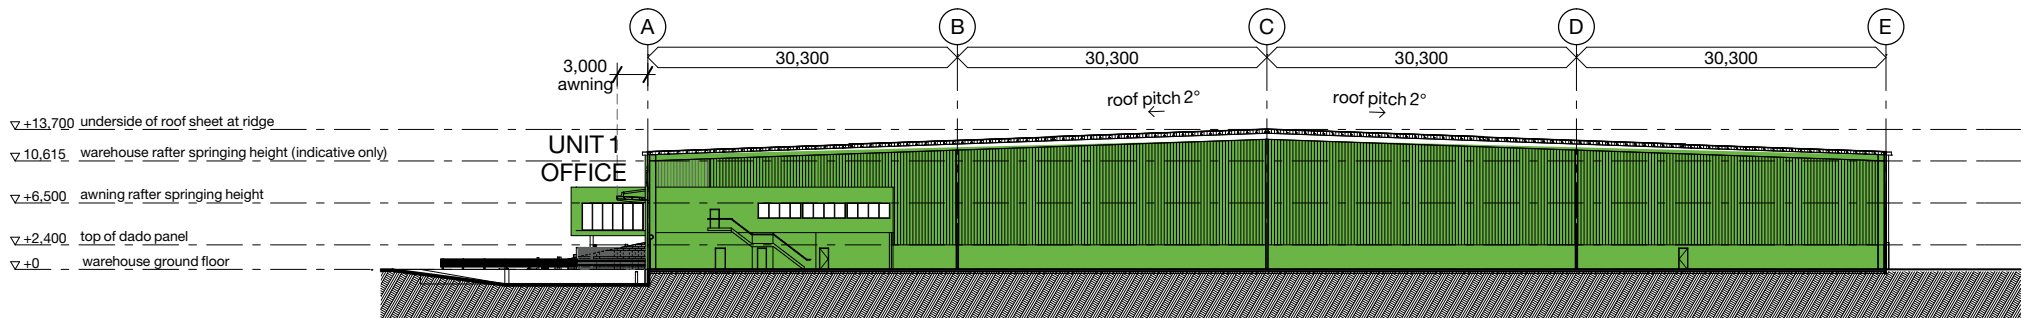 A B C D E
30,300 30,300 30,300 30,300
3,000
awning
roof pitch 2° roof pitch 2°
+13,700 underside of roof sheet at ridge
UNIT 1
OFFICE
10,615 warehouse rafter springing height (indicative only)
+6,500 awning rafter springing height
+2,400 top of dado panel
+0 warehouse ground floor